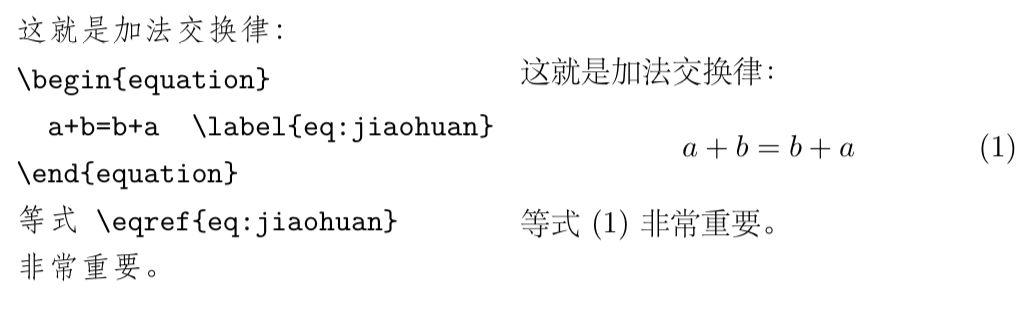 这就是加法交换律：
\begin{equation}
  a+b=b+a  \label{eq:jiaohuan}
\end{equation}
等式 \eqref{eq:jiaohuan}
非常重要。
这就是加法交换律：
a + b = b + a (1)
等式 (1) 非常重要。